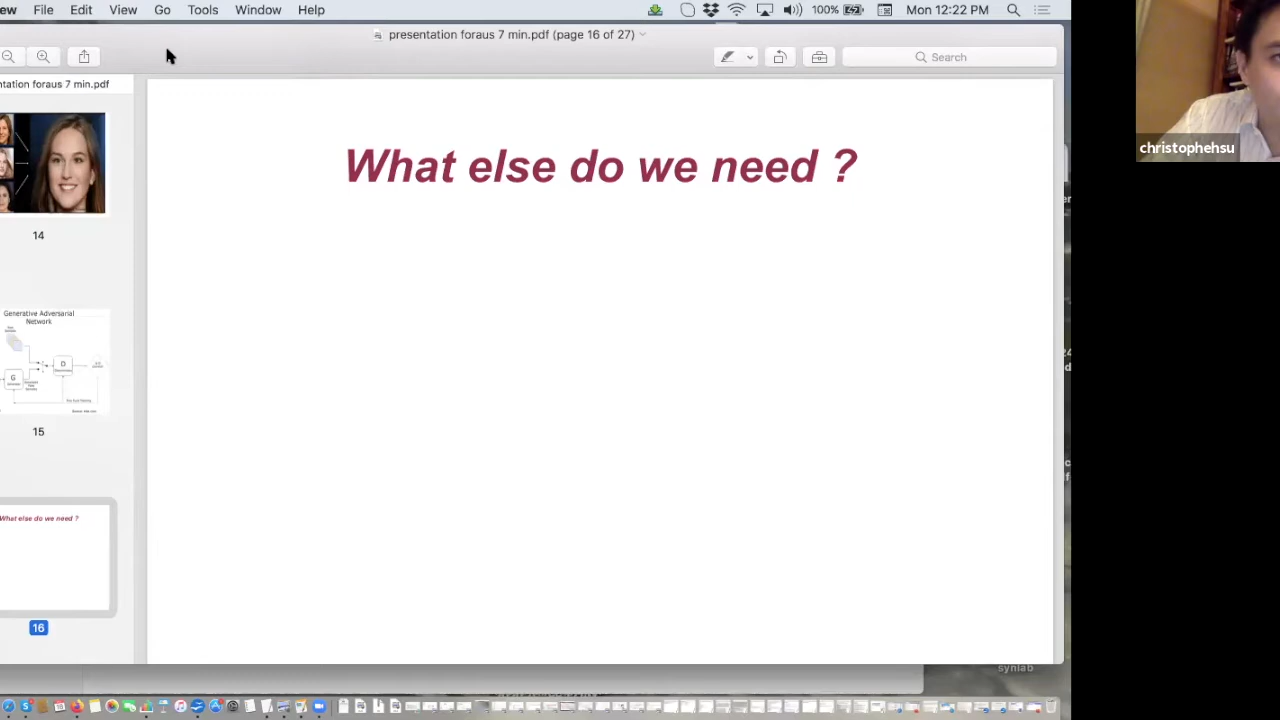 ew File Edit View Go Tools Window Help 100% Mon 12:22 PM
presentation foraus 7 min.pdf (page 16 of 27)
Search
ntation foraus 7 min.pdf
What else do we need ?
14
Generative Adversarial
Network
D
G
15
What else do we need ?
16
christophehsu
synlab